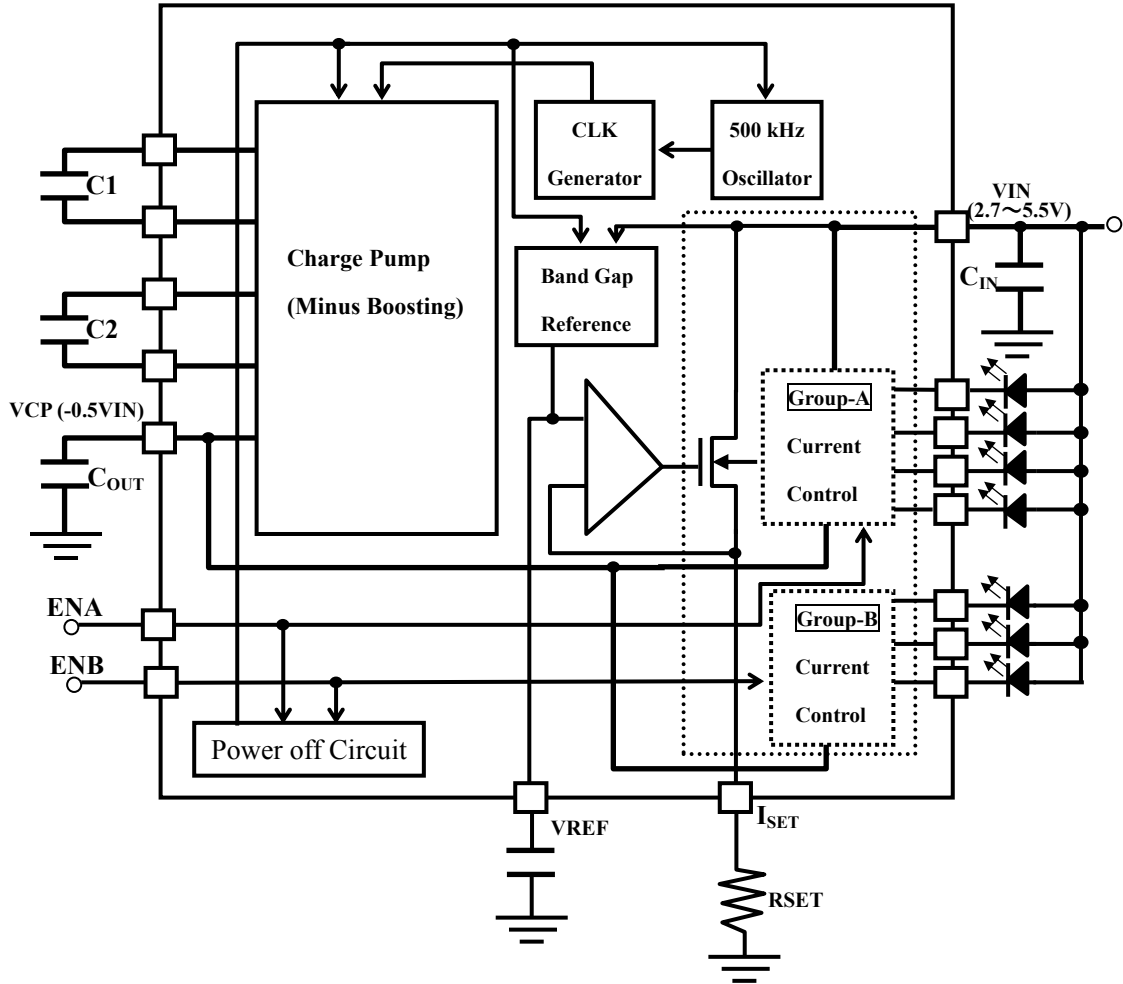 CLK
Generator
500 kHz
Oscillator
VIN
(2.7〜5.5V)
C1
Charge Pump
(Minus Boosting)
Band Gap
Reference
CIN
C2
VCP (-0.5VIN)
COUT
Group-A
Current
Control
ENA
ENB
Group-B
Current
Control
Power off Circuit
VREF
ISET
RSET